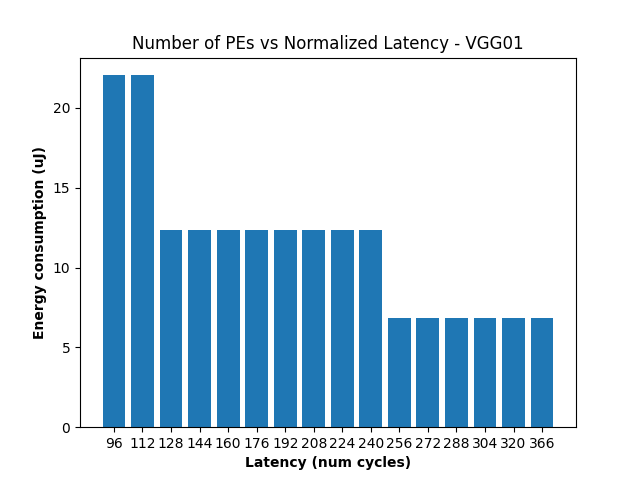 Number of PEs vs Normalized Latency - VGG01
20
15
10
5
0
Energy consumption (uJ)
96 112 128 144 160 176 192 208 224 240 256 272 288 304 320 366
Latency (num cycles)